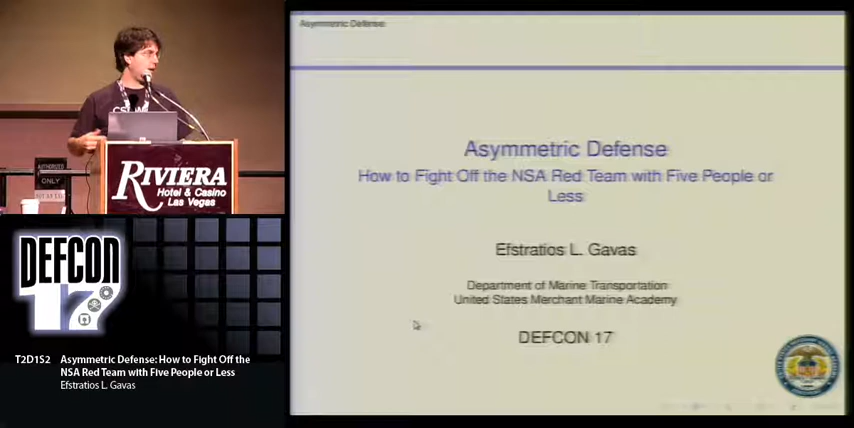 AUTHORIZED
ONLY
RIVIERA
Hotel & Casino
Las Vegas
DEFCON
17
T2D1S2 Asymmetric Defense: How to Fight Off the
NSA Red Team with Five People or Less
Efstratios L. Gavas
Asymmetric Defense
Asymmetric Defense
How to Fight Off the NSA Red Team with Five People or
Less
Efstratios L. Gavas
Department of Marine Transportation
United States Merchant Marine Academy
DEFCON 17